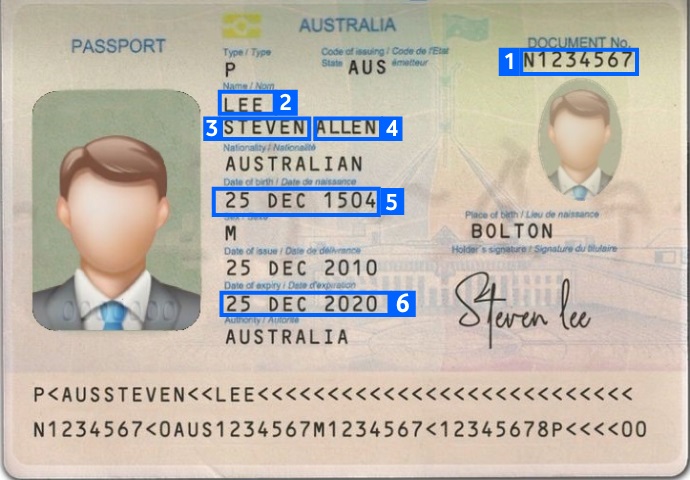 AUSTRALIA
PASSPORT
DOCUMENT No.
Type / Type
Code of issuing / Code de l'Etat
State émetteur
P
AUS
1 N1234567
Name / Nom
LEE 2
3 STEVEN ALLEN 4
Nationality / Nationalité
AUSTRALIAN
Date of birth / Date de naissance
25 DEC 1504 5
Place of birth / Lieu de naissance
M
BOLTON
Holder's signature / Signature du titulaire
Date of issue / Date de délivrance
25 DEC 2010
Date of expiry / Date d'expiration
25 DEC 2020 6
Steven lee
Authority / Autorité
AUSTRALIA
P<AUSSTEVEN<<LEE<<<<<<<<<<<<<<<<<<<<<<<<<<<<
N1234567<0AUS1234567M1234567<12345678P<<<<00